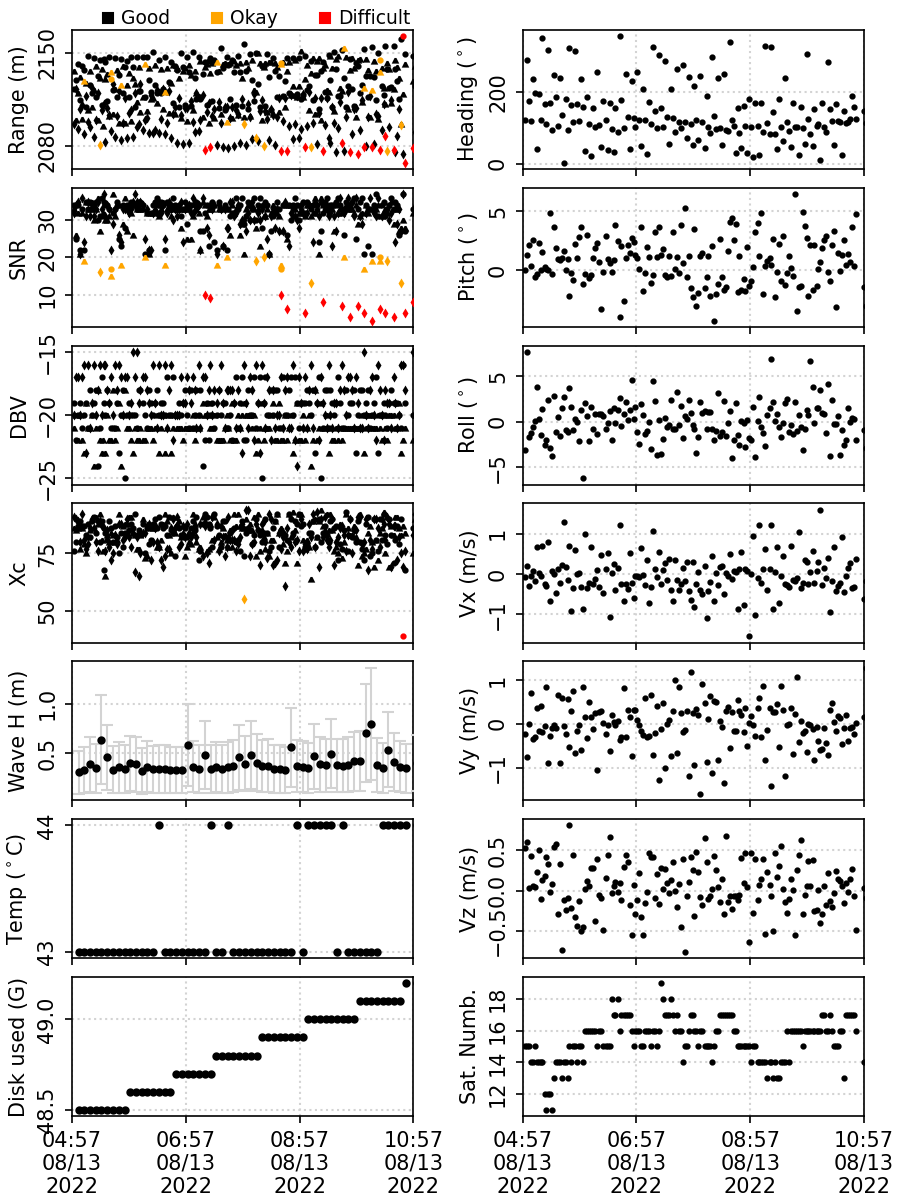 Good Okay Difficult
Range (m)
2150
2080
Heading (°)
200
0
SNR
30
20
10
Pitch (°)
5
0
DBV
−15
−20
−25
Roll (°)
5
0
−5
Xc
75
50
Vx (m/s)
1
0
−1
Wave H (m)
1.0
0.5
Vy (m/s)
1
0
−1
Temp (°C)
44
43
Vz (m/s)
0.5
0.0
−0.5
Disk used (G)
49.0
48.5
Sat. Numb.
18
16
14
12
04:57 06:57 08:57 10:57 04:57 06:57 08:57 10:57
08/13 08/13 08/13 08/13 08/13 08/13 08/13 08/13
2022 2022 2022 2022 2022 2022 2022 2022